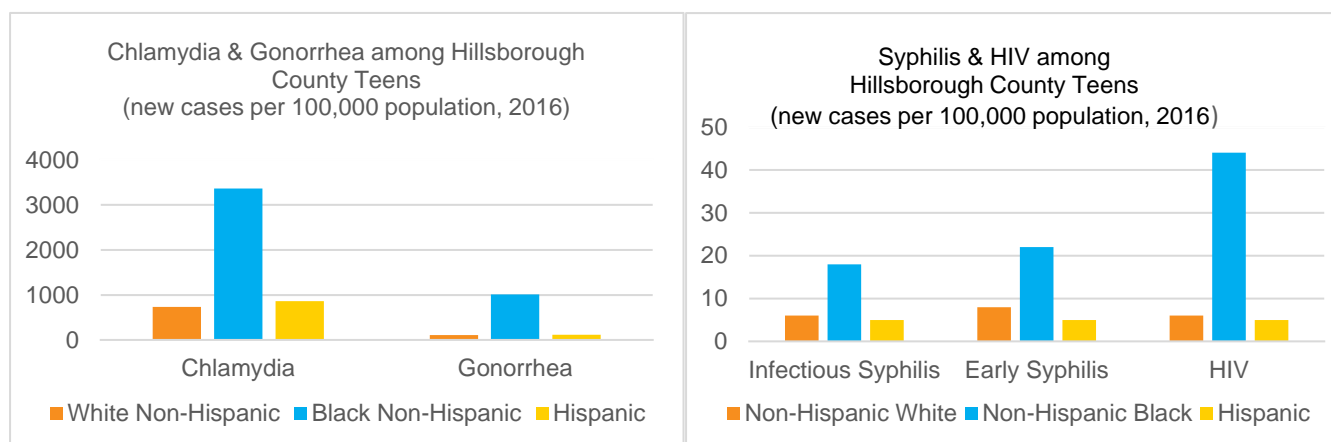 Chlamydia & Gonorrhea among Hillsborough
County Teens
(new cases per 100,000 population, 2016)
4000
3000
2000
1000
0
Chlamydia
Gonorrhea
White Non-Hispanic
Black Non-Hispanic
Hispanic
Syphilis & HIV among
Hillsborough County Teens
(new cases per 100,000 population, 2016)
50
40
30
20
10
0
Infectious Syphilis
Early Syphilis
HIV
Non-Hispanic White
Non-Hispanic Black
Hispanic